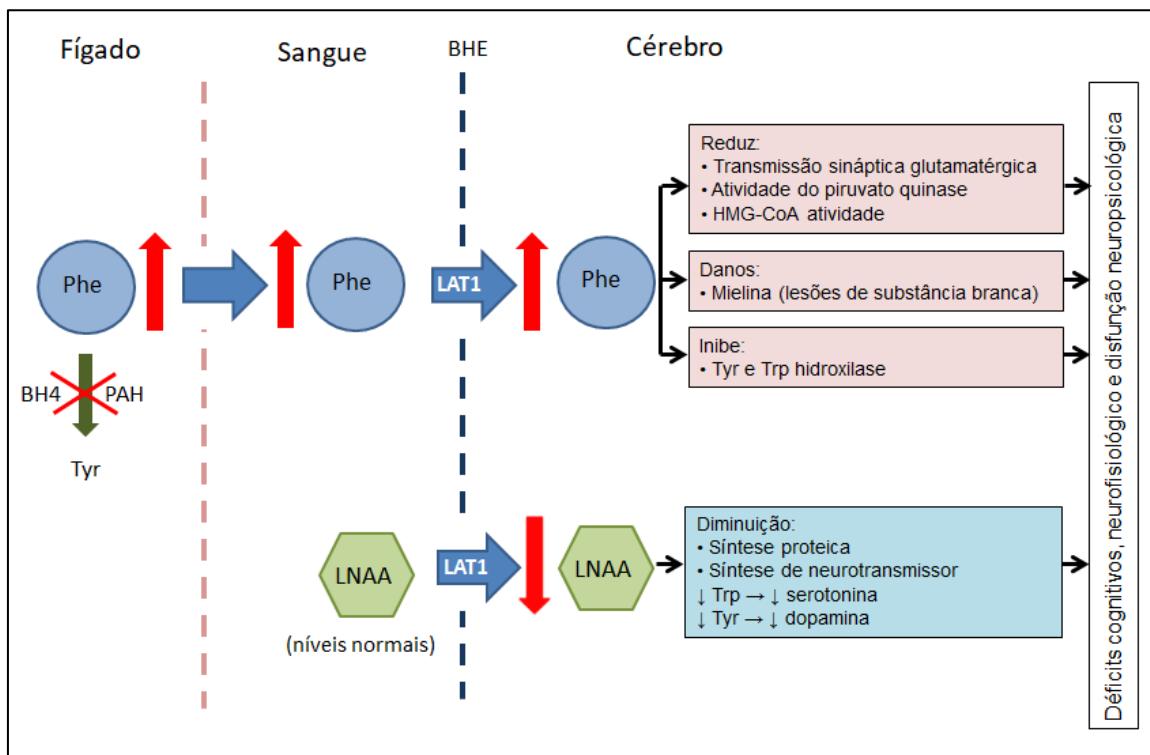 Fígado
Sangue
BHE
Cérebro
Phe
Phe
LAT1
Phe
BH4
PAH
Tyr
Reduz:
• Transmissão sináptica glutamatérgica
• Atividade do piruvato quinase
• HMG-CoA atividade
Danos:
• Mielina (lesões de substância branca)
Inibe:
• Tyr e Trp hidroxilase
LNAA
(níveis normais)
LAT1
LNAA
Diminuição:
• Síntese proteica
• Síntese de neurotransmissor
↓ Trp → ↓ serotonina
↓ Tyr → ↓ dopamina
Déficits cognitivos, neurofisiológico e disfunção neuropsicológica